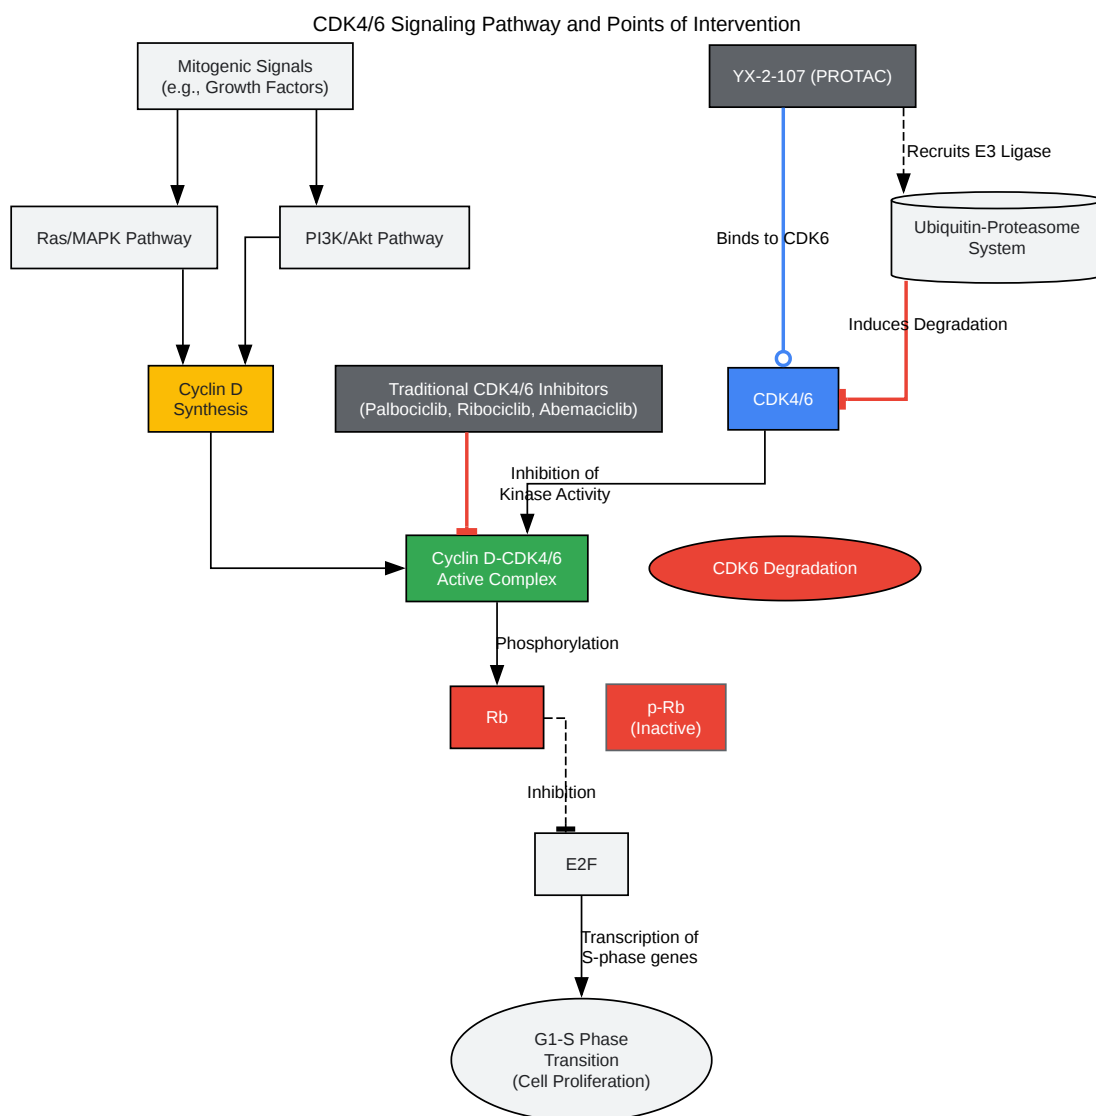 CDK4/6 Signaling Pathway and Points of Intervention
Mitogenic Signals
(e.g., Growth Factors)
YX-2-107 (PROTAC)
Recruits E3 Ligase
Ras/MAPK Pathway
PI3K/Akt Pathway
Binds to CDK6
Ubiquitin-Proteasome
System
Induces Degradation
Cyclin D
Synthesis
Traditional CDK4/6 Inhibitors
(Palbociclib, Ribociclib, Abemaciclib)
CDK4/6
Inhibition of
Kinase Activity
Cyclin D-CDK4/6
Active Complex
CDK6 Degradation
Phosphorylation
Rb
p-Rb
(Inactive)
Inhibition
E2F
Transcription of
S-phase genes
G1-S Phase
Transition
(Cell Proliferation)